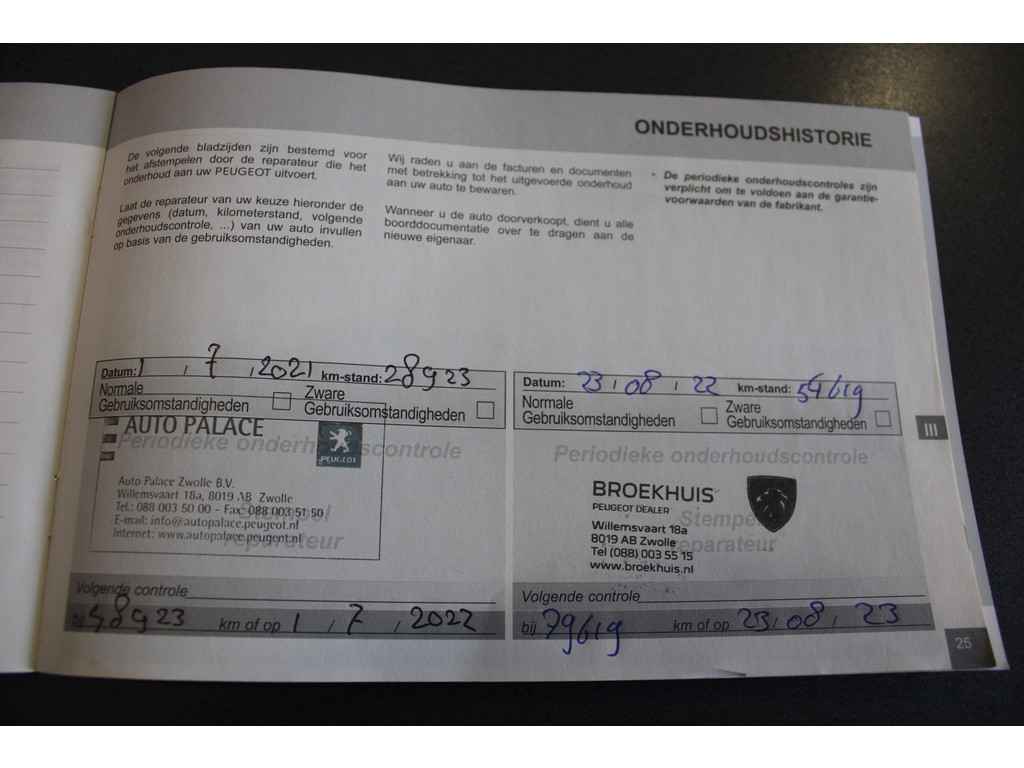 ONDERHOUDSHISTORIE
De volgende bladzijden zijn bestemd voor
het afstempelen door de reparateur die het
onderhoud aan uw PEUGEOT uitvoert.
Laat de reparateur van uw keuze hieronder de
gegevens (datum, kilometerstand, volgende
onderhoudscontrole, ...) van uw auto invullen
op basis van de gebruiksomstandigheden.
Wij raden u aan de facturen en documenten
met betrekking tot het uitgevoerde onderhoud
aan uw auto te bewaren.
Wanneer u de auto doorverkoopt, dient u alle
boorddocumentatie over te dragen aan de
nieuwe eigenaar.
- De periodieke onderhoudscontroles zijn
verplicht om te voldoen aan de garantie-
voorwaarden van de fabrikant.
Datum: 1 , 7 , 2021 km-stand: 28923
Normale
Gebruiksomstandigheden
Zware
Gebruiksomstandigheden
AUTO PALACE
PEUGEOT
Periodieke onderhoudscontrole
Auto Palace Zwolle B.V.
Willemsvaart 18a, 8019 AB Zwolle
Tel.: 088 003 50 00 - Fax: 088 003 51 50
E-mail: info@autopalace.peugeot.nl
Internet: www.autopalace.peugeot.nl
Stempel
reparateur
Volgende controle
48923 km of op 1 , 7 , 2022
Datum: 23 / 08 / 22 km-stand: 54619
Normale
Gebruiksomstandigheden
Zware
Gebruiksomstandigheden
Periodieke onderhoudscontrole
BROEKHUIS
PEUGEOT DEALER
Willemsvaart 18a
8019 AB Zwolle
Tel (088) 003 55 15
www.broekhuis.nl
Stempel
reparateur
Volgende controle
bij 79619 km of op 23, 08, 23
III
25